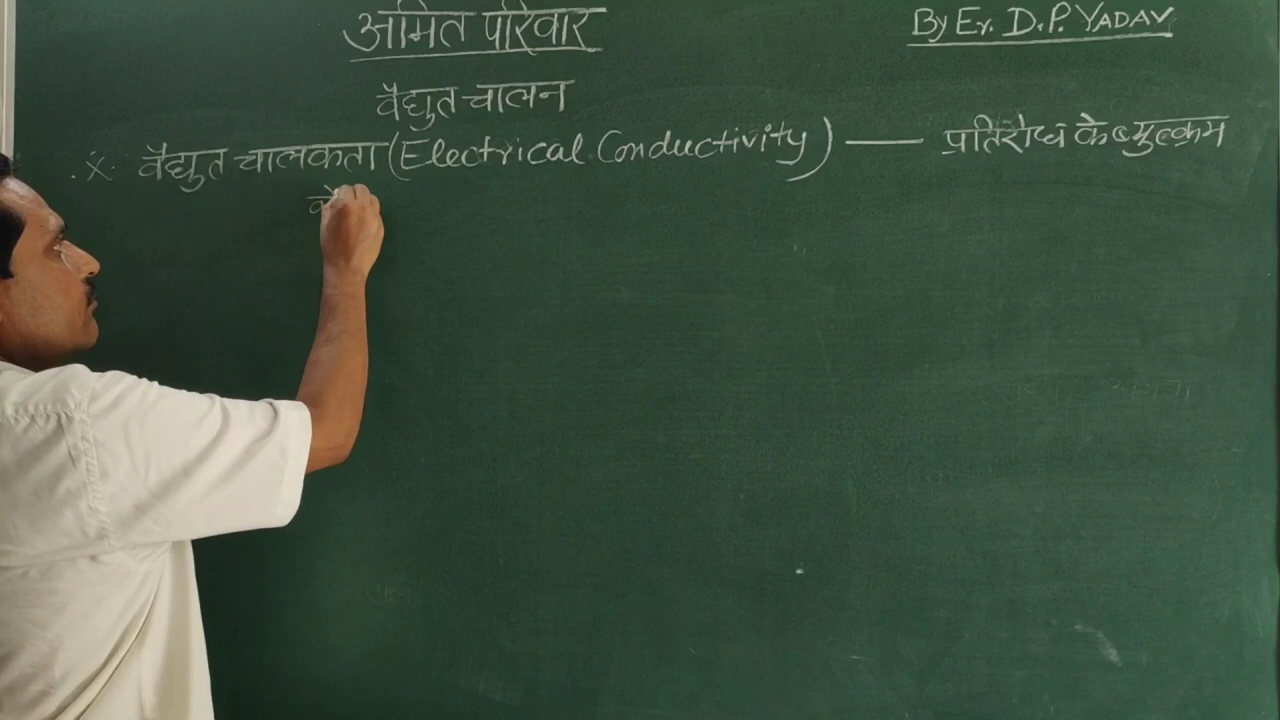 अमित परिवार
By Er. D.P. YADAV
वैद्युत चालन
※ वैद्युत चालकता (Electrical Conductivity) — प्रतिरोध के व्युत्क्रम
को